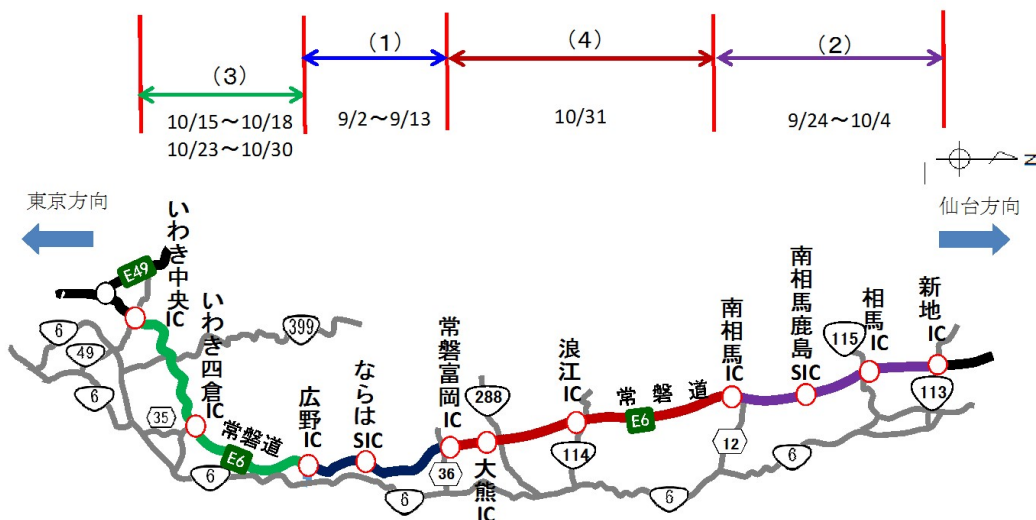 (3)
(1)
(4)
(2)
10/15～10/18
10/23～10/30
9/2～9/13
10/31
9/24～10/4
N
東京方向
仙台方向
いわき中央IC
E49
いわき四倉IC
広野IC
ならはSIC
常磐富岡IC
大熊IC
浪江IC
南相馬IC
南相馬鹿島SIC
相馬IC
新地IC
常磐道
E6
常磐道
E6
6
49
6
399
35
6
36
288
6
114
6
12
6
115
113